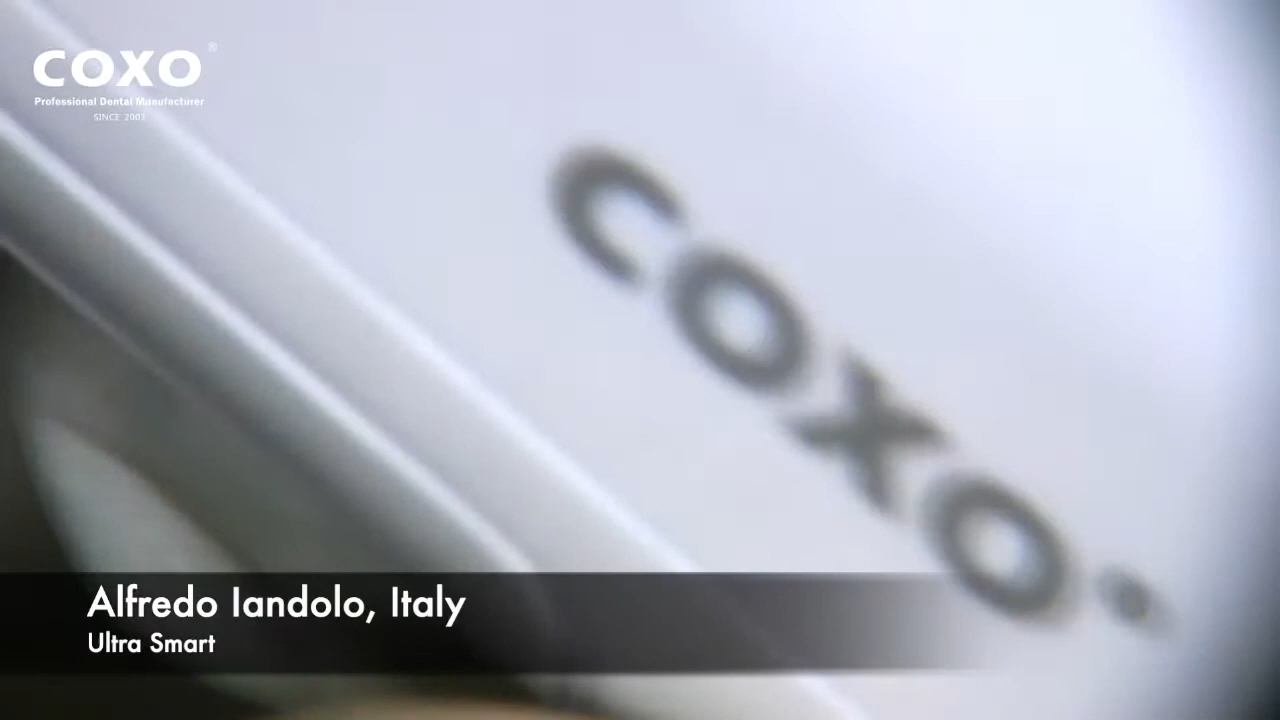 COXO®
Professional Dental Manufacturer
SINCE 2003
COXO
Alfredo Iandolo, Italy
Ultra Smart